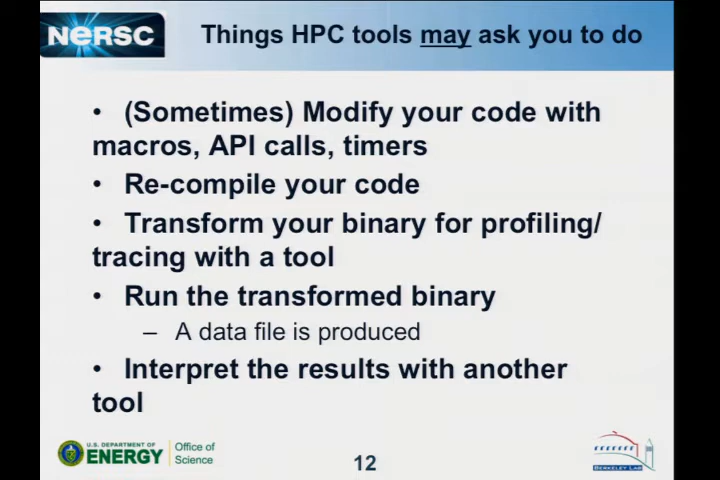 NERSC
Things HPC tools may ask you to do
• (Sometimes) Modify your code with
macros, API calls, timers
• Re-compile your code
• Transform your binary for profiling/
tracing with a tool
• Run the transformed binary
– A data file is produced
• Interpret the results with another
tool
U.S. DEPARTMENT OF
ENERGY
Office of
Science
12
BERKELEY LAB